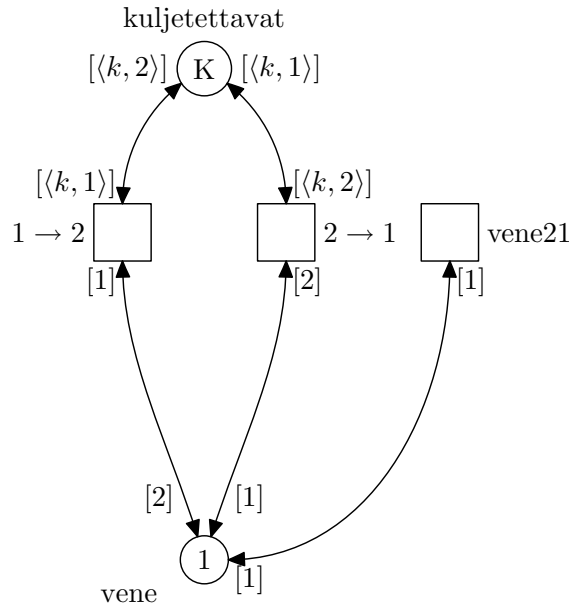 kuljetettavat
[⟨k, 2⟩] K [⟨k, 1⟩]
[⟨k, 1⟩] [⟨k, 2⟩]
1 → 2 2 → 1 vene21
[1] [2] [1]
[2] [1]
1 [1]
vene